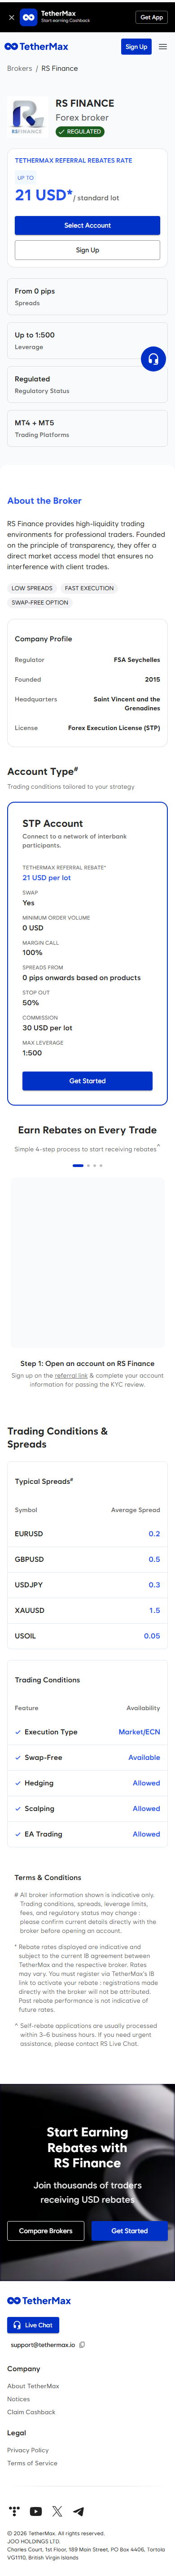 TetherMax
Start earning Cashback
Get App
TetherMax
Sign Up
Brokers / RS Finance
RS FINANCE
RS FINANCE
Forex broker
REGULATED
TETHERMAX REFERRAL REBATES RATE
UP TO
21 USD* / standard lot
Select Account
Sign Up
From 0 pips
Spreads
Up to 1:500
Leverage
Regulated
Regulatory Status
MT4 + MT5
Trading Platforms
About the Broker
RS Finance provides high-liquidity trading
environments for professional traders. Founded
on the principle of transparency, they offer a
direct market access model that ensures no
interference with client trades.
LOW SPREADS
FAST EXECUTION
SWAP-FREE OPTION
Company Profile
Regulator
FSA Seychelles
Founded
2015
Headquarters
Saint Vincent and the
Grenadines
License
Forex Execution License (STP)
Account Type#
Trading conditions tailored to your strategy
STP Account
Connect to a network of interbank
participants.
TETHERMAX REFERRAL REBATE*
21 USD per lot
SWAP
Yes
MINIMUM ORDER VOLUME
0 USD
MARGIN CALL
100%
SPREADS FROM
0 pips onwards based on products
STOP OUT
50%
COMMISSION
30 USD per lot
MAX LEVERAGE
1:500
Get Started
Earn Rebates on Every Trade
Simple 4-step process to start receiving rebates^
Step 1: Open an account on RS Finance
Sign up on the referral link & complete your account
information for passing the KYC review.
Trading Conditions &
Spreads
Typical Spreads#
Symbol
Average Spread
EURUSD
0.2
GBPUSD
0.5
USDJPY
0.3
XAUUSD
1.5
USOIL
0.05
Trading Conditions
Feature
Availability
Execution Type
Market/ECN
Swap-Free
Available
Hedging
Allowed
Scalping
Allowed
EA Trading
Allowed
Terms & Conditions
# All broker information shown is indicative only.
Trading conditions, spreads, leverage limits,
fees, and regulatory status may change :
please confirm current details directly with the
broker before opening an account.
* Rebate rates displayed are indicative and
subject to the current IB agreement between
TetherMax and the respective broker. Rates
may vary. You must register via TetherMax's IB
link to activate your rebate : registrations made
directly with the broker will not be attributed.
Past rebate performance is not indicative of
future rates.
^ Self-rebate applications are usually processed
within 3–6 business hours. If you need urgent
assistance, please contact RS Live Chat.
Start Earning
Rebates with
RS Finance
Join thousands of traders
receiving USD rebates
Compare Brokers
Get Started
TetherMax
Live Chat
support@tethermax.io
Company
About TetherMax
Notices
Claim Cashback
Legal
Privacy Policy
Terms of Service
© 2026 TetherMax. All rights reserved.
JOO HOLDINGS LTD.
Charles Court, 1st Floor, 189 Main Street, PO Box 4406, Tortola
VG1110, British Virgin Islands